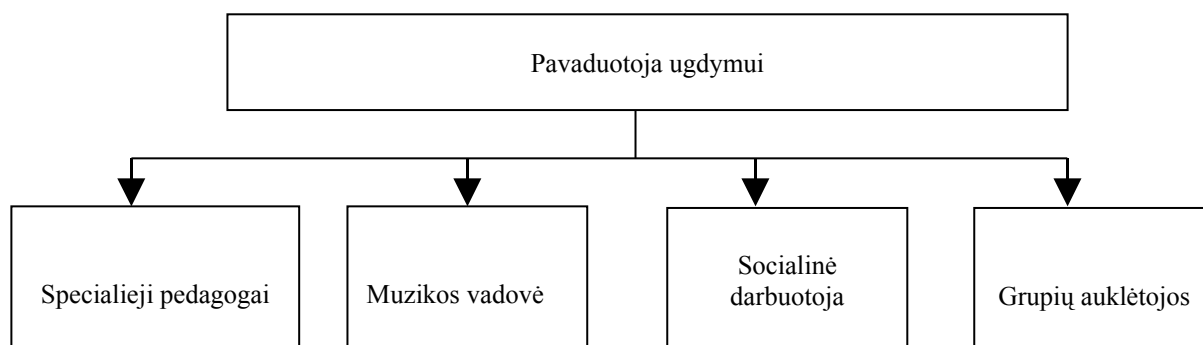 Pavaduotoja ugdymui
Specialieji pedagogai
Muzikos vadovė
Socialinė
darbuotoja
Grupių auklėtojos